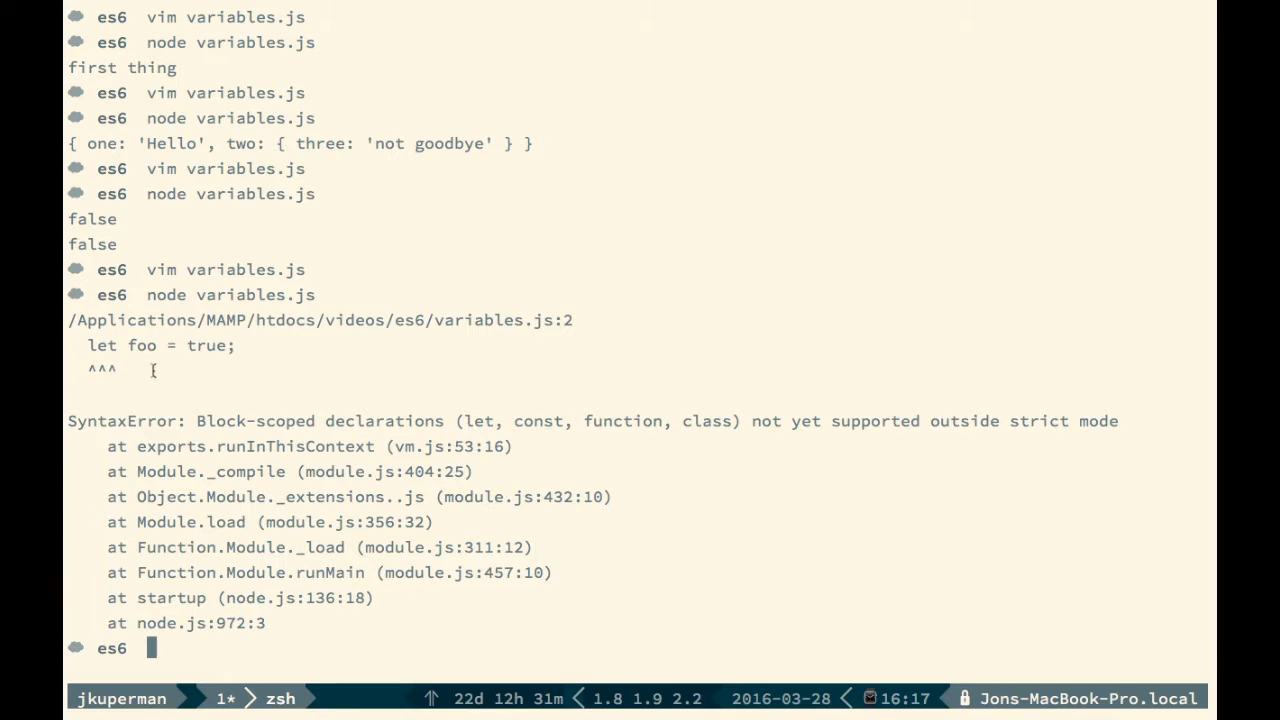 es6 vim variables.js
es6 node variables.js
first thing
es6 vim variables.js
es6 node variables.js
{ one: 'Hello', two: { three: 'not goodbye' } }
es6 vim variables.js
es6 node variables.js
false
false
es6 vim variables.js
es6 node variables.js
/Applications/MAMP/htdocs/videos/es6/variables.js:2
let foo = true;
^^^
SyntaxError: Block-scoped declarations (let, const, function, class) not yet supported outside strict mode
at exports.runInThisContext (vm.js:53:16)
at Module._compile (module.js:404:25)
at Object.Module._extensions..js (module.js:432:10)
at Module.load (module.js:356:32)
at Function.Module._load (module.js:311:12)
at Function.Module.runMain (module.js:457:10)
at startup (node.js:136:18)
at node.js:972:3
es6
jkuperman 1* zsh 22d 12h 31m 1.8 1.9 2.2 2016-03-28 16:17 Jons-MacBook-Pro.local